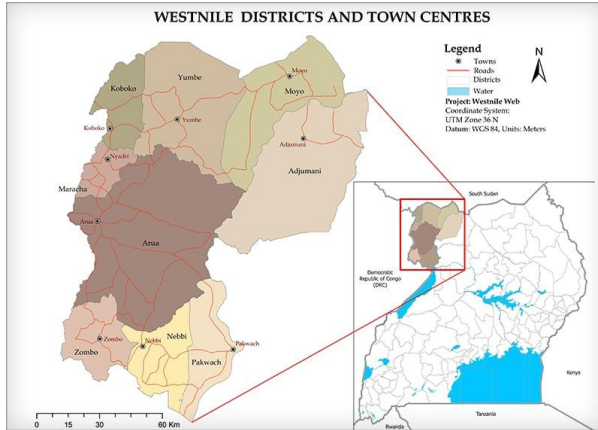 WESTNILE DISTRICTS AND TOWN CENTRES
Legend
Towns
Roads
Districts
Water
Project: Westnile Web
Coordinate System:
UTM Zone 36 N
Datum: WGS 84, Units: Meters
N
Koboko
Yumbe
Moyo
Moyo
Koboko
Yumbe
Adjumani
Nyadri
Adjumani
Maracha
Arua
Arua
South Sudan
Democratic
Republic of Congo
(DRC)
Zombo
Nebbi
Nebbi
Pakwach
Zombo
Pakwach
Kenya
Tanzania
Rwanda
0 15 30 60 Km